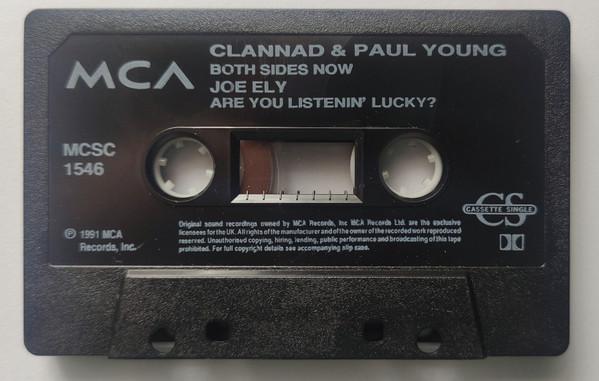 CLANNAD & PAUL YOUNG
MCA
BOTH SIDES NOW
JOE ELY
ARE YOU LISTENIN' LUCKY?
MCSC
1546
CS
CASSETTE SINGLE
℗ 1991 MCA
Records, Inc.
Original sound recordings owned by MCA Records, Inc MCA Records Ltd. are the exclusive
licensees for the UK. All rights of the manufacturer and of the owner of the recorded work reproduced
reserved. Unauthorised copying, hiring, lending, public performance and broadcasting of this tape
prohibited. For full copyright details see accompanying slip case.